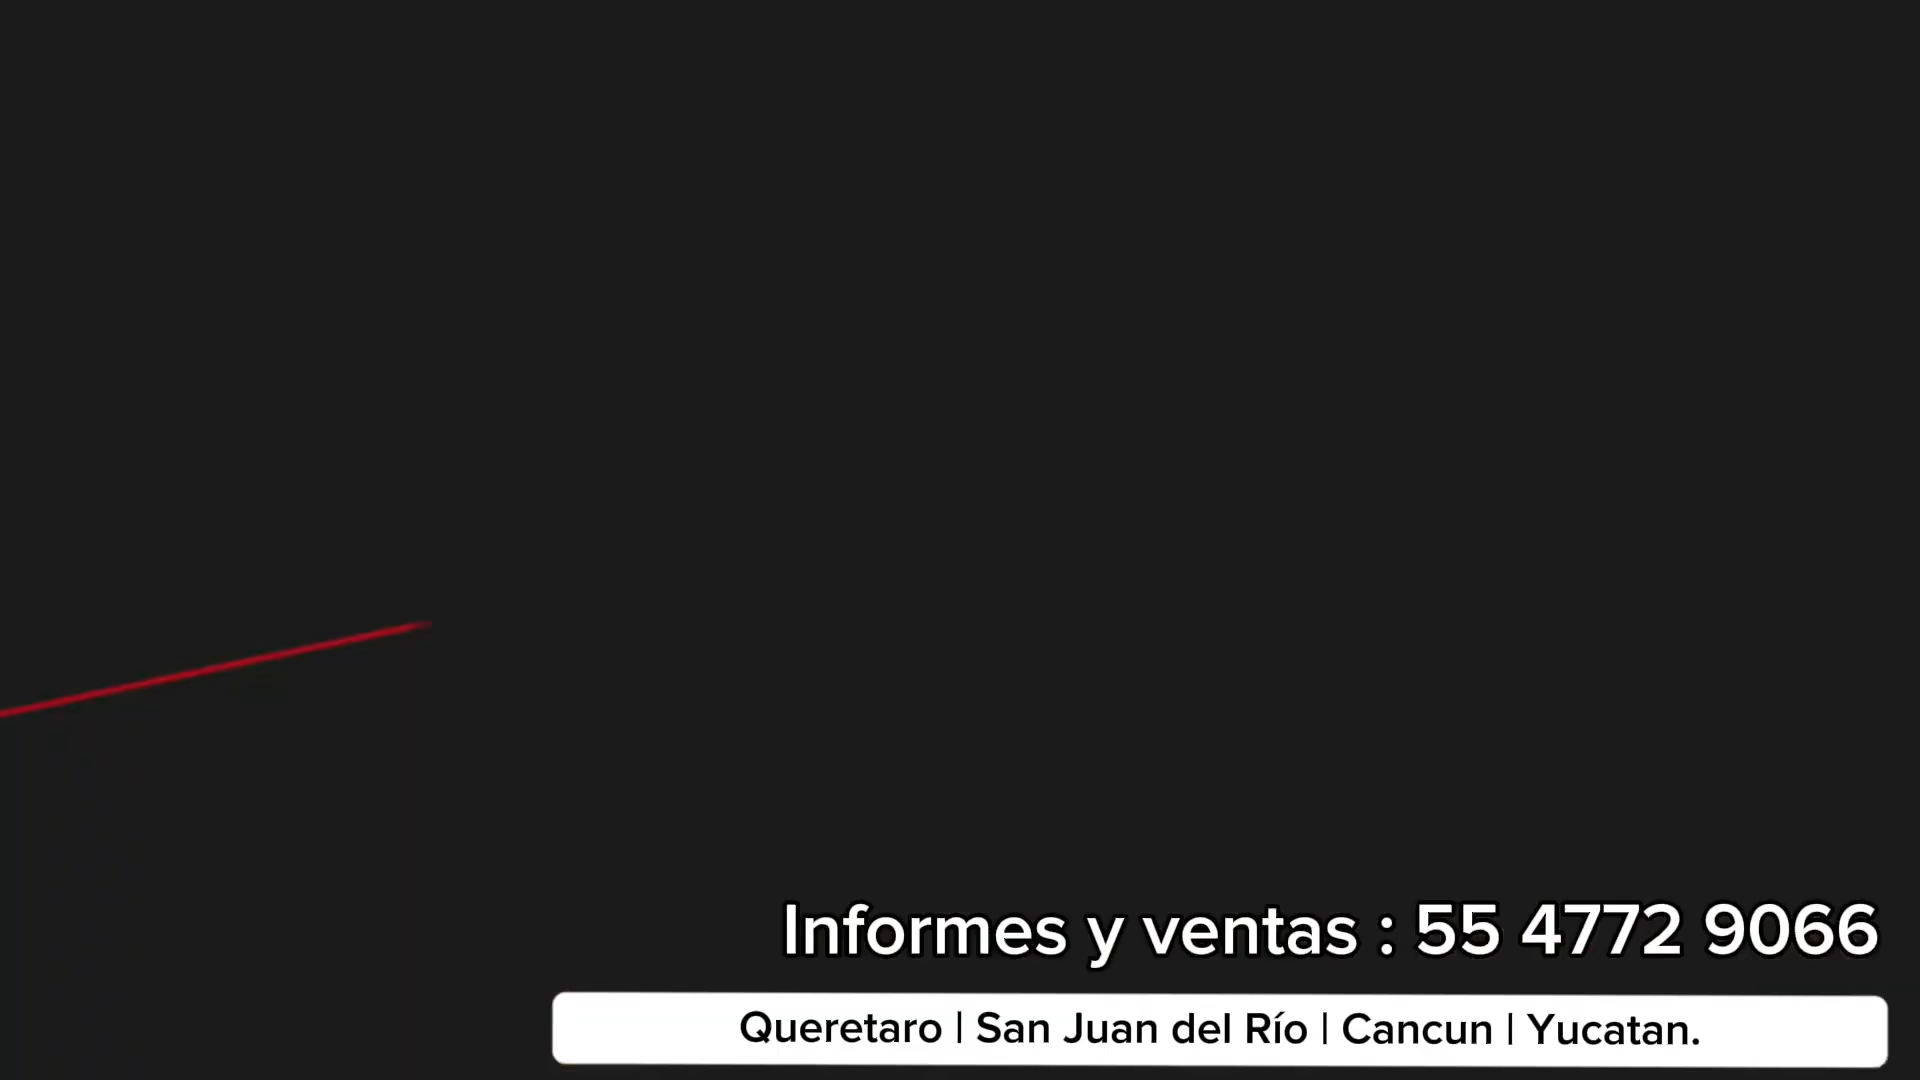 Informes y ventas : 55 4772 9066
Queretaro | San Juan del Río | Cancun | Yucatan.